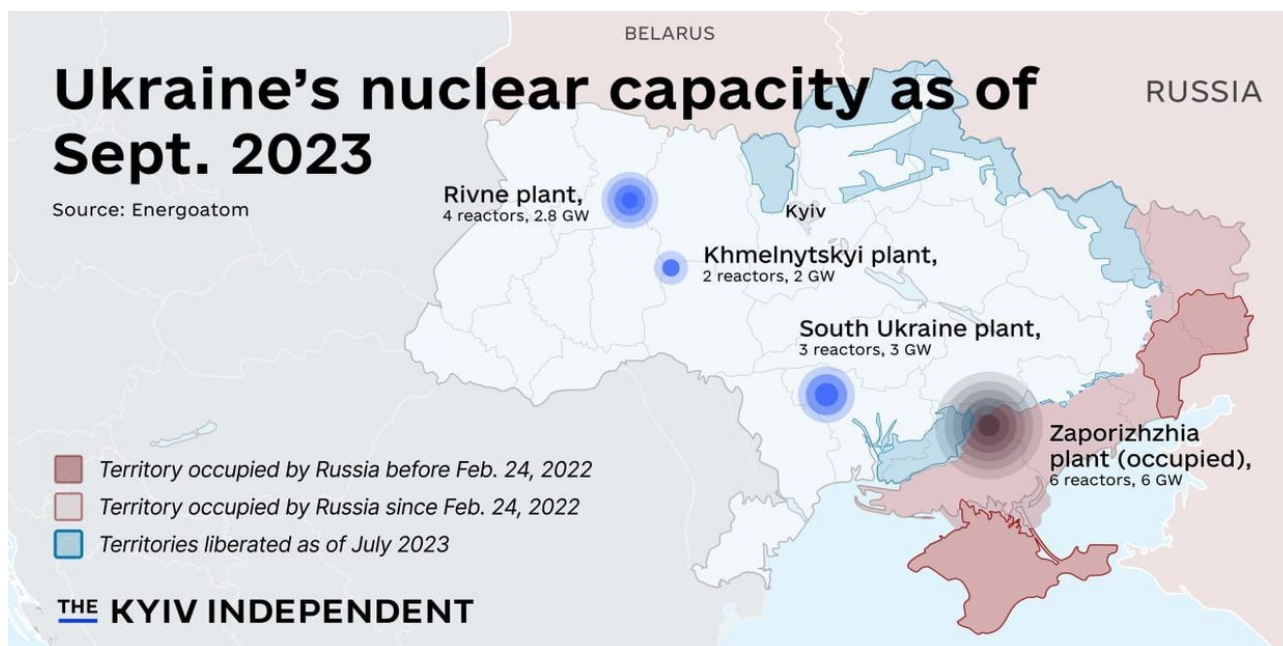 BELARUS
Ukraine's nuclear capacity as of
Sept. 2023
RUSSIA
Source: Energoatom
Rivne plant,
4 reactors, 2.8 GW
Kyiv
Khmelnytskyi plant,
2 reactors, 2 GW
South Ukraine plant,
3 reactors, 3 GW
Zaporizhzhia
plant (occupied),
6 reactors, 6 GW
Territory occupied by Russia before Feb. 24, 2022
Territory occupied by Russia since Feb. 24, 2022
Territories liberated as of July 2023
THE KYIV INDEPENDENT